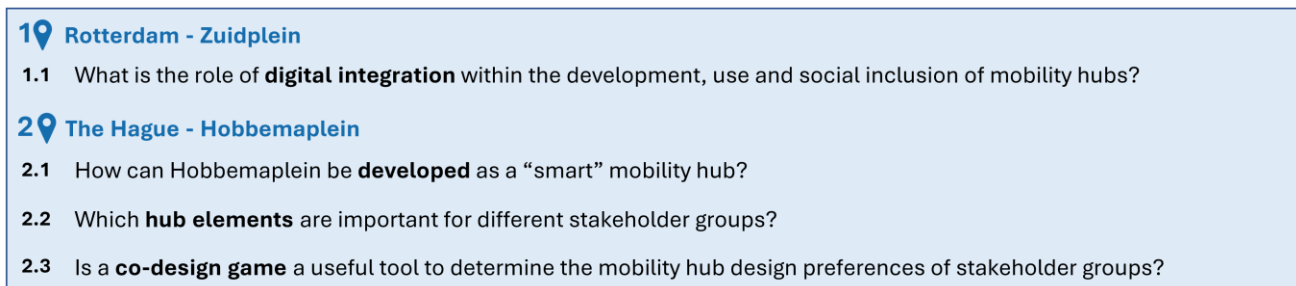 1 Rotterdam - Zuidplein
1.1 What is the role of digital integration within the development, use and social inclusion of mobility hubs?
2 The Hague - Hobbemaplein
2.1 How can Hobbemaplein be developed as a “smart” mobility hub?
2.2 Which hub elements are important for different stakeholder groups?
2.3 Is a co-design game a useful tool to determine the mobility hub design preferences of stakeholder groups?